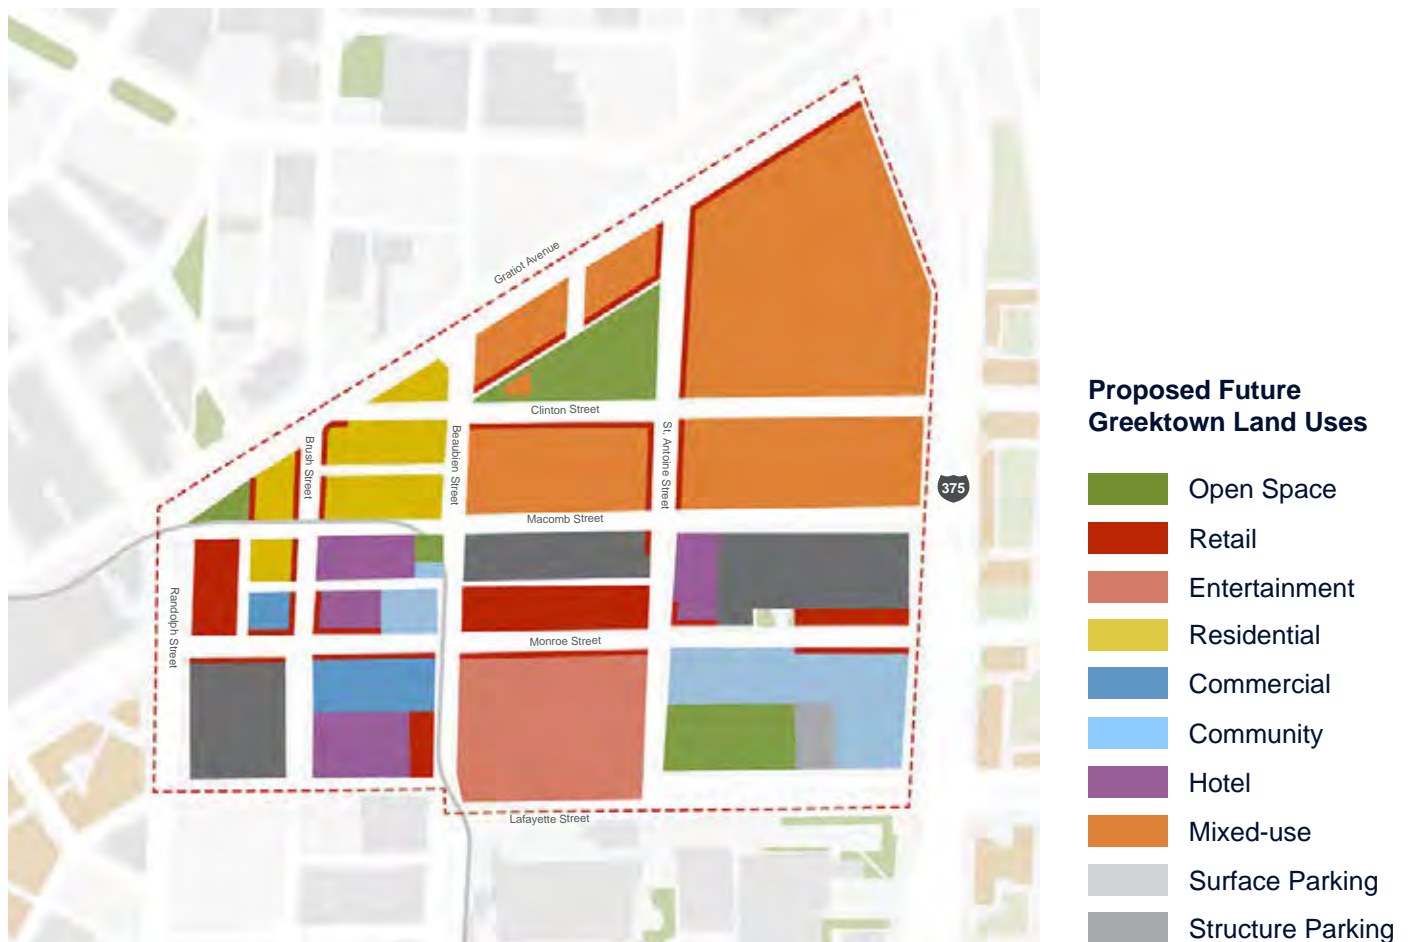 Gratiot Avenue
Clinton Street
Brush Street
Beaubien Street
St. Antoine Street
375
Macomb Street
Randolph Street
Monroe Street
Lafayette Street
Proposed Future
Greektown Land Uses
Open Space
Retail
Entertainment
Residential
Commercial
Community
Hotel
Mixed-use
Surface Parking
Structure Parking